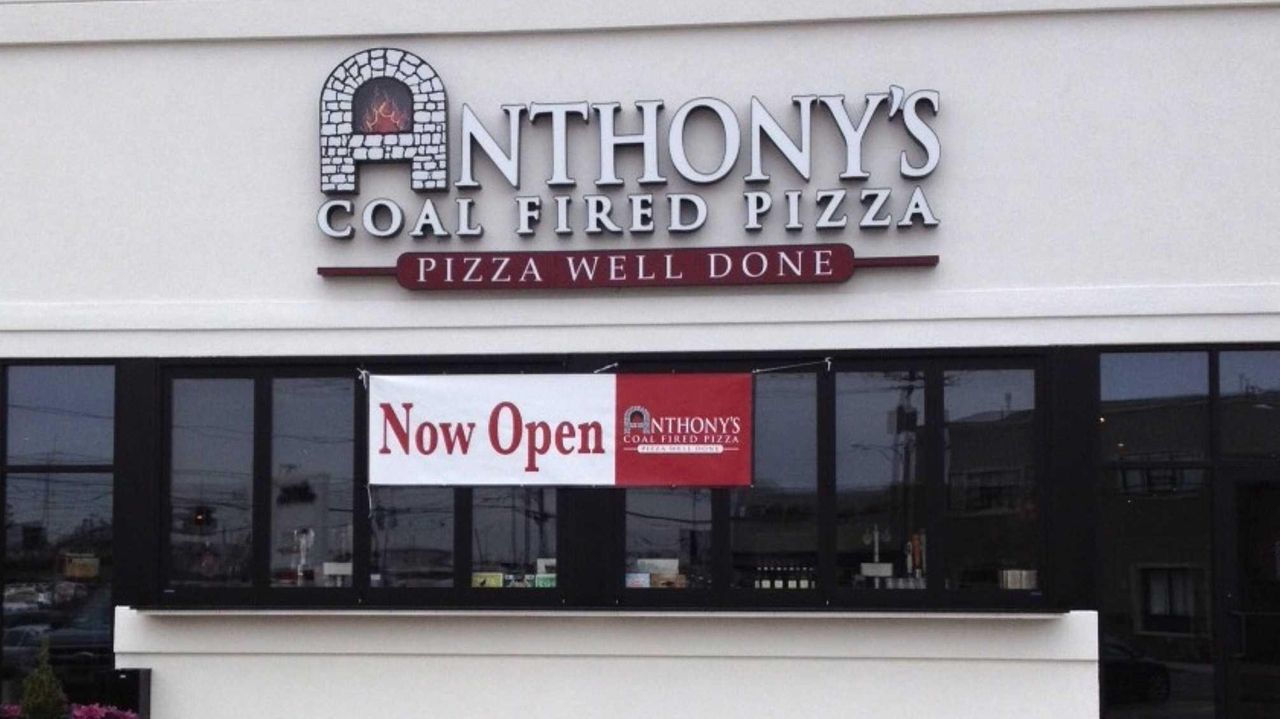 ANTHONY'S
COAL FIRED PIZZA
PIZZA WELL DONE
Now Open
ANTHONY'S
COAL FIRED PIZZA
PIZZA WELL DONE